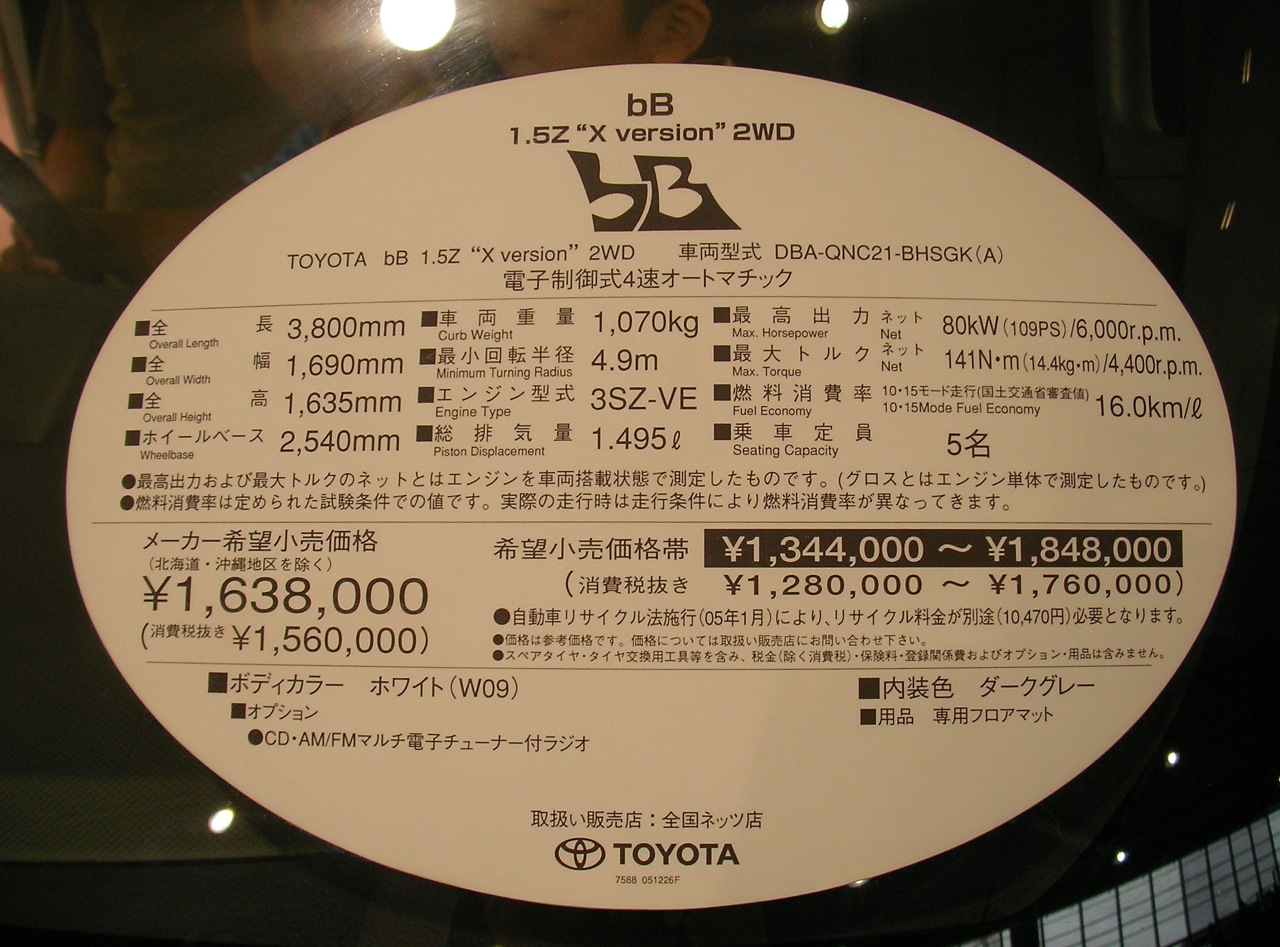 bB
1.5Z “X version” 2WD
bB
TOYOTA bB 1.5Z “X version” 2WD 車両型式 DBA-QNC21-BHSGK(A)
電子制御式4速オートマチック
■全長 3,800mm ■車両重量 1,070kg ■最高出力 ネット 80kW(109PS)/6,000r.p.m.
Overall Length Curb Weight Max. Horsepower Net
■全幅 1,690mm ■最小回転半径 4.9m ■最大トルク ネット 141N・m(14.4kg・m)/4,400r.p.m.
Overall Width Minimum Turning Radius Max. Torque Net
■全高 1,635mm ■エンジン型式 3SZ-VE ■燃料消費率 10・15モード走行(国土交通省審査値) 16.0km/ℓ
Overall Height Engine Type Fuel Economy 10・15Mode Fuel Economy
■ホイールベース 2,540mm ■総排気量 1.495ℓ ■乗車定員 5名
Wheelbase Piston Displacement Seating Capacity
●最高出力および最大トルクのネットとはエンジンを車両搭載状態で測定したものです。(グロスとはエンジン単体で測定したものです。)
●燃料消費率は定められた試験条件での値です。実際の走行時は走行条件により燃料消費率が異なってきます。
メーカー希望小売価格
(北海道・沖縄地区を除く)
¥1,638,000
(消費税抜き ¥1,560,000)
希望小売価格帯 ¥1,344,000 〜 ¥1,848,000
(消費税抜き ¥1,280,000 〜 ¥1,760,000)
●自動車リサイクル法施行(05年1月)により、リサイクル料金が別途(10,470円)必要となります。
●価格は参考価格です。価格については取扱い販売店にお問い合わせ下さい。
●スペアタイヤ・タイヤ交換用工具等を含み、税金(除く消費税)・保険料・登録関係費およびオプション・用品は含みません。
■ボディカラー ホワイト(W09)
■オプション
●CD・AM/FMマルチ電子チューナー付ラジオ
■内装色 ダークグレー
■用品 専用フロアマット
取扱い販売店:全国ネッツ店
TOYOTA
7588 051226F